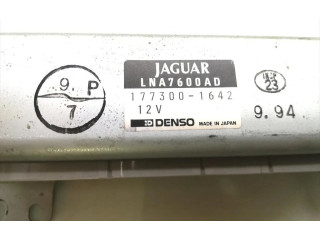 9. P
7
JAGUAR
LNA7600AD
177300-1642
12V
DENSO MADE IN JAPAN
23
9.94